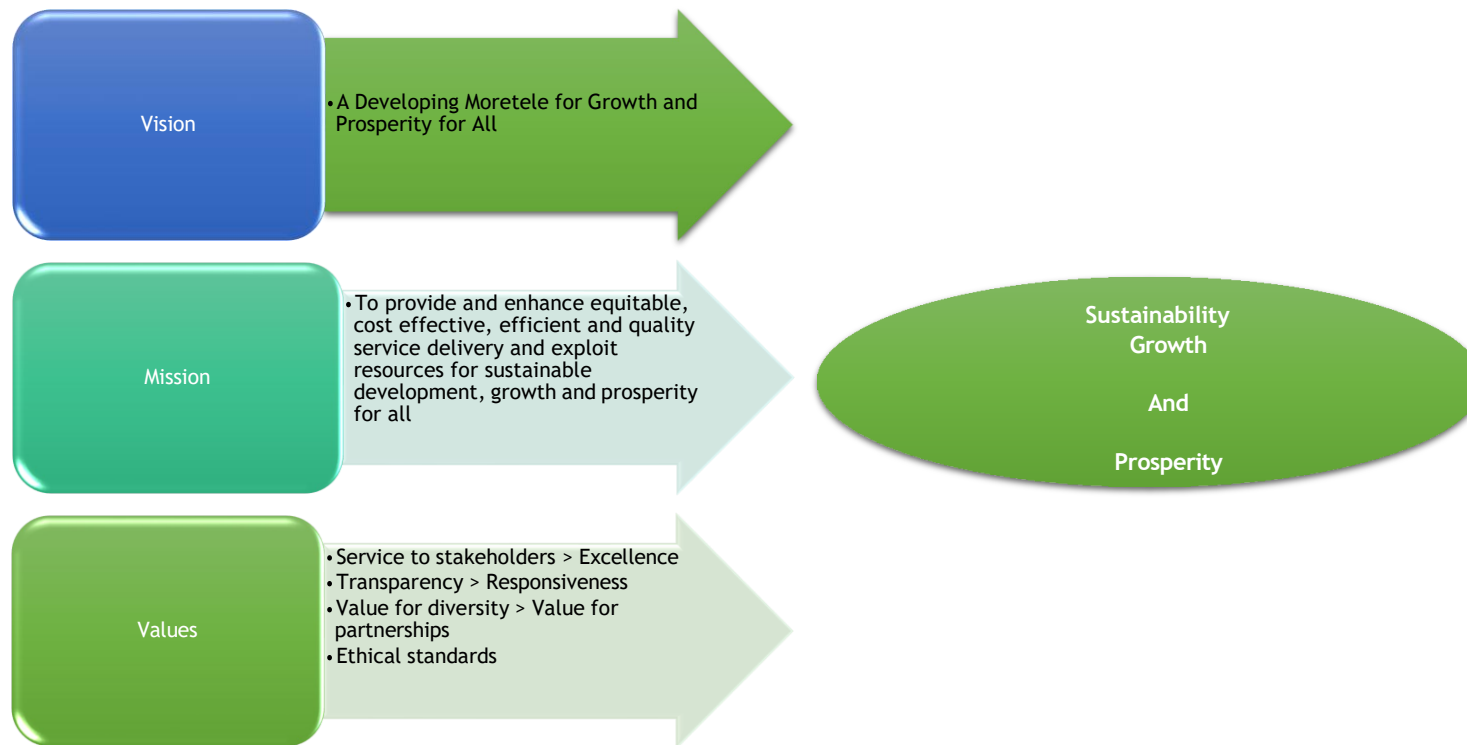 Vision
• A Developing Moretele for Growth and
Prosperity for All
Mission
• To provide and enhance equitable,
cost effective, efficient and quality
service delivery and exploit
resources for sustainable
development, growth and prosperity
for all
Values
• Service to stakeholders > Excellence
• Transparency > Responsiveness
• Value for diversity > Value for
partnerships
• Ethical standards
Sustainability
Growth
And
Prosperity